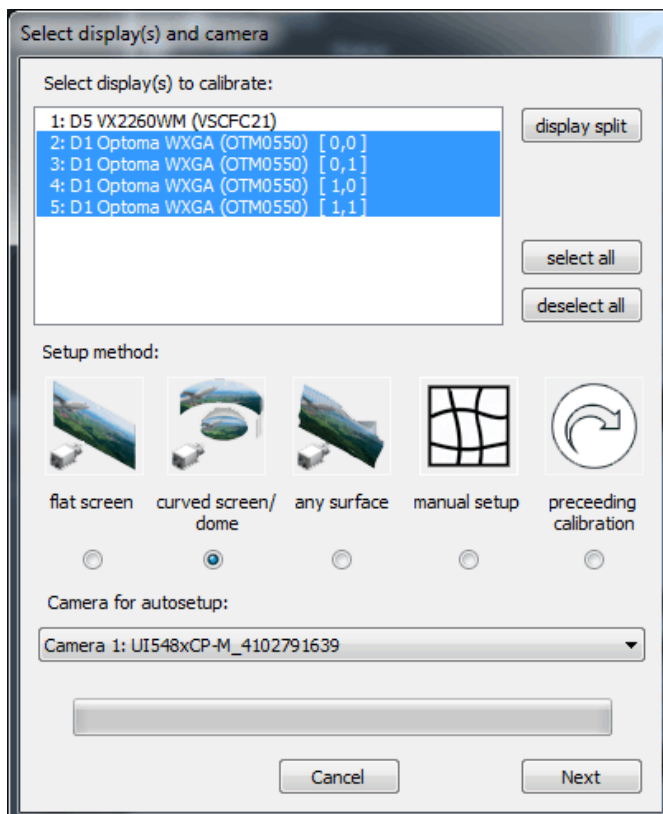 Select display(s) and camera
Select display(s) to calibrate:
1: D5 VX2260WM (VSCFC21)
2: D1 Optoma WXGA (OTM0550) [ 0,0 ]
3: D1 Optoma WXGA (OTM0550) [ 0,1 ]
4: D1 Optoma WXGA (OTM0550) [ 1,0 ]
5: D1 Optoma WXGA (OTM0550) [ 1,1 ]
display split
select all
deselect all
Setup method:
flat screen
curved screen/
dome
any surface
manual setup
preceeding
calibration
Camera for autosetup:
Camera 1: UI548xCP-M_4102791639
Cancel
Next